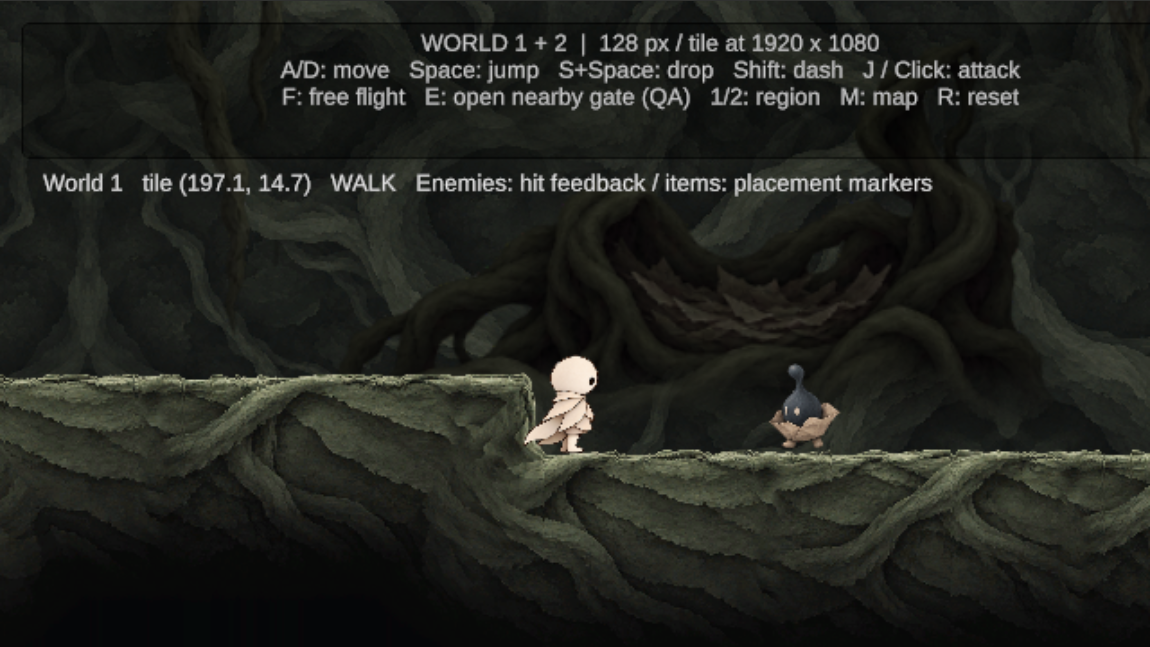 WORLD 1 + 2 | 128 px / tile at 1920 x 1080
A/D: move Space: jump S+Space: drop Shift: dash J / Click: attack
F: free flight E: open nearby gate (QA) 1/2: region M: map R: reset
World 1 tile (197.1, 14.7) WALK Enemies: hit feedback / items: placement markers